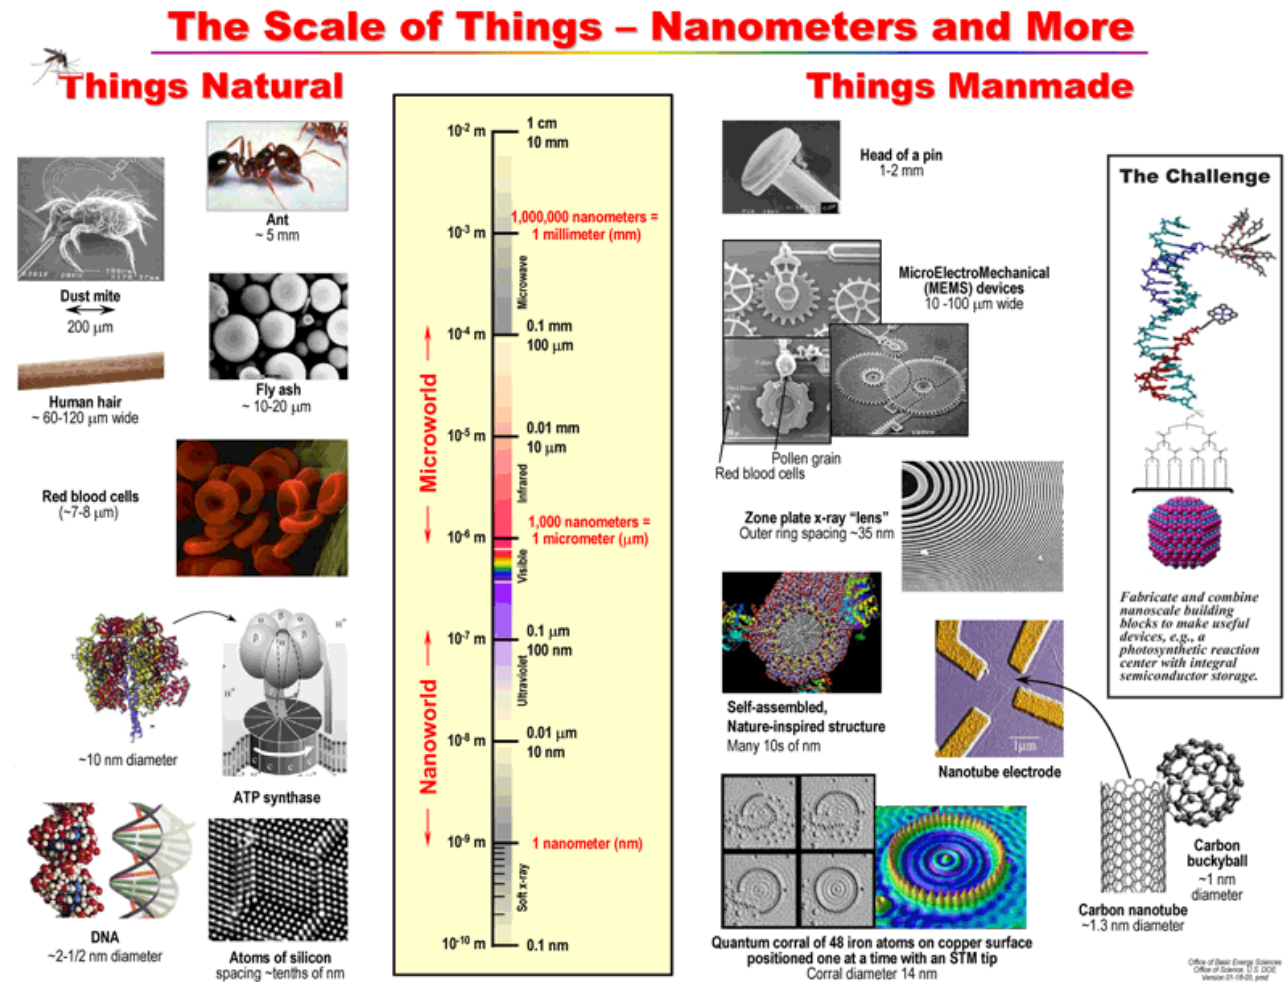 The Scale of Things – Nanometers and More
Things Natural
Things Manmade
Ant
~ 5 mm
Dust mite
200 μm
Fly ash
~ 10-20 μm
Human hair
~ 60-120 μm wide
Red blood cells
(~7-8 μm)
~10 nm diameter
ATP synthase
DNA
~2-1/2 nm diameter
Atoms of silicon
spacing ~tenths of nm
10-2 m
1 cm
10 mm
1,000,000 nanometers =
1 millimeter (mm)
10-3 m
Microwave
10-4 m
0.1 mm
100 μm
Microworld
10-5 m
0.01 mm
10 μm
Infrared
1,000 nanometers =
1 micrometer (μm)
10-6 m
Visible
10-7 m
0.1 μm
100 nm
Nanoworld
Ultraviolet
10-8 m
0.01 μm
10 nm
10-9 m
1 nanometer (nm)
Soft x-ray
10-10 m
0.1 nm
Head of a pin
1-2 mm
MicroElectroMechanical
(MEMS) devices
10 -100 μm wide
Pollen grain
Red blood cells
Zone plate x-ray “lens”
Outer ring spacing ~35 nm
Self-assembled,
Nature-inspired structure
Many 10s of nm
1μm
Nanotube electrode
Carbon
buckyball
~1 nm
diameter
Carbon nanotube
~1.3 nm diameter
Quantum corral of 48 iron atoms on copper surface
positioned one at a time with an STM tip
Corral diameter 14 nm
The Challenge
Fabricate and combine
nanoscale building
blocks to make useful
devices, e.g., a
photosynthetic reaction
center with integral
semiconductor storage.
Office of Basic Energy Sciences
Office of Science, U.S. DOE